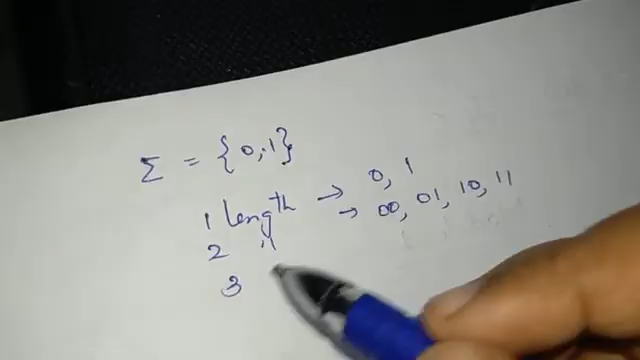 Σ = {0,1}
1 length → 0, 1
2 " → 00, 01, 10, 11
3